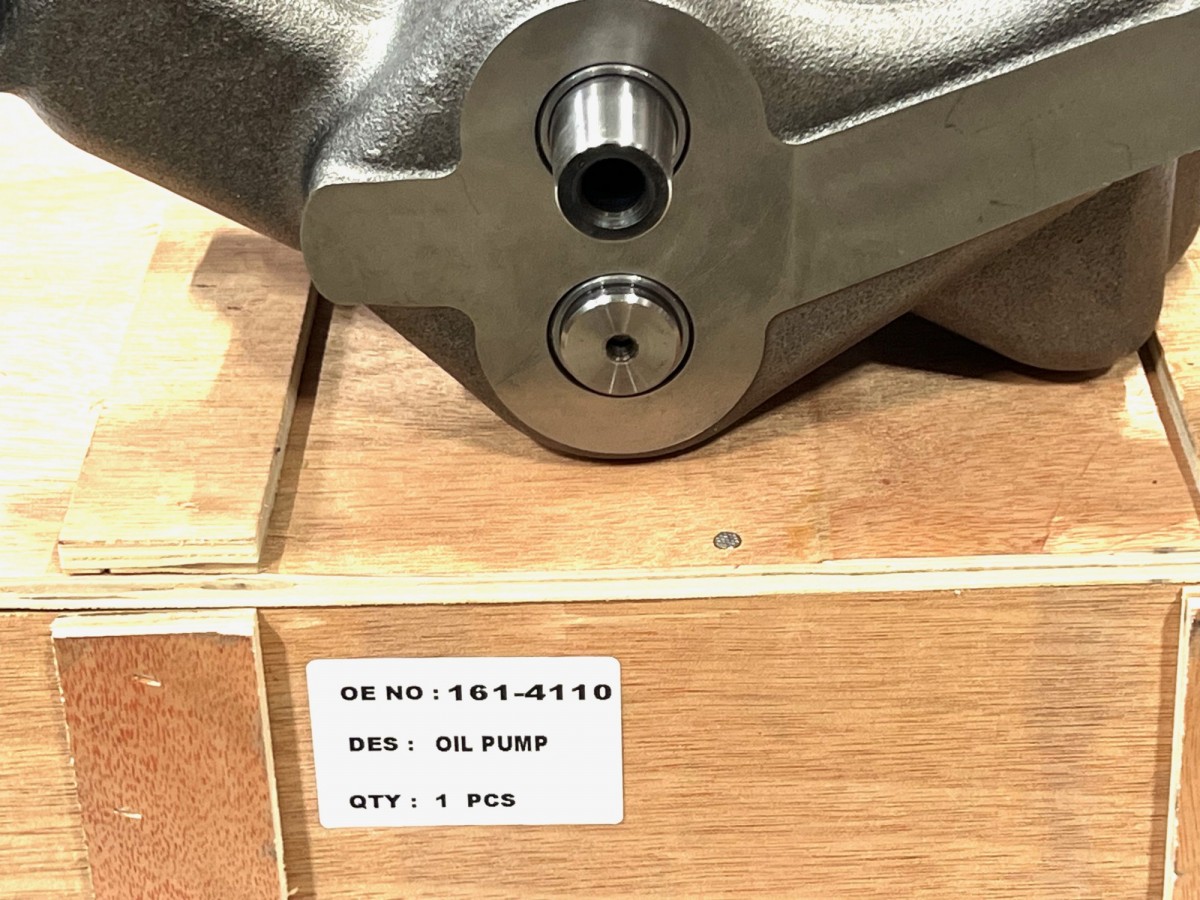 OE NO : 161-4110
DES : OIL PUMP
QTY : 1 PCS